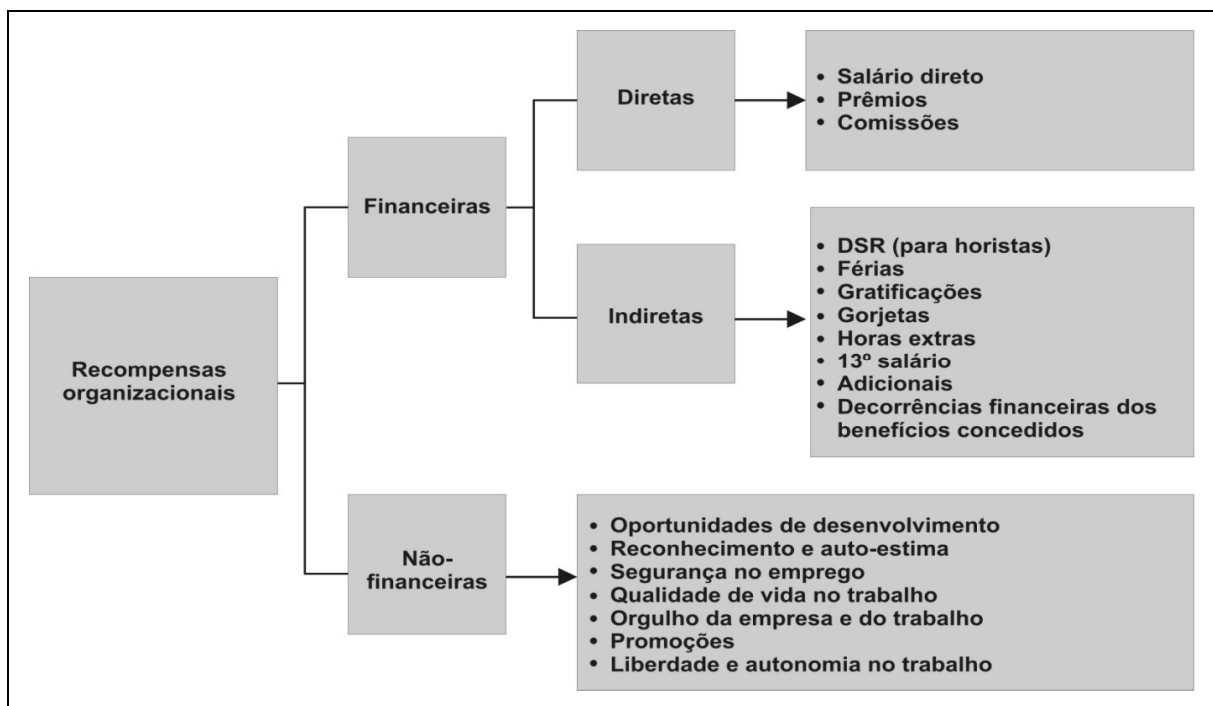 Recompensas
organizacionais
Financeiras
Diretas
• Salário direto
• Prêmios
• Comissões
Indiretas
• DSR (para horistas)
• Férias
• Gratificações
• Gorjetas
• Horas extras
• 13º salário
• Adicionais
• Decorrências financeiras dos
benefícios concedidos
Não-
financeiras
• Oportunidades de desenvolvimento
• Reconhecimento e auto-estima
• Segurança no emprego
• Qualidade de vida no trabalho
• Orgulho da empresa e do trabalho
• Promoções
• Liberdade e autonomia no trabalho